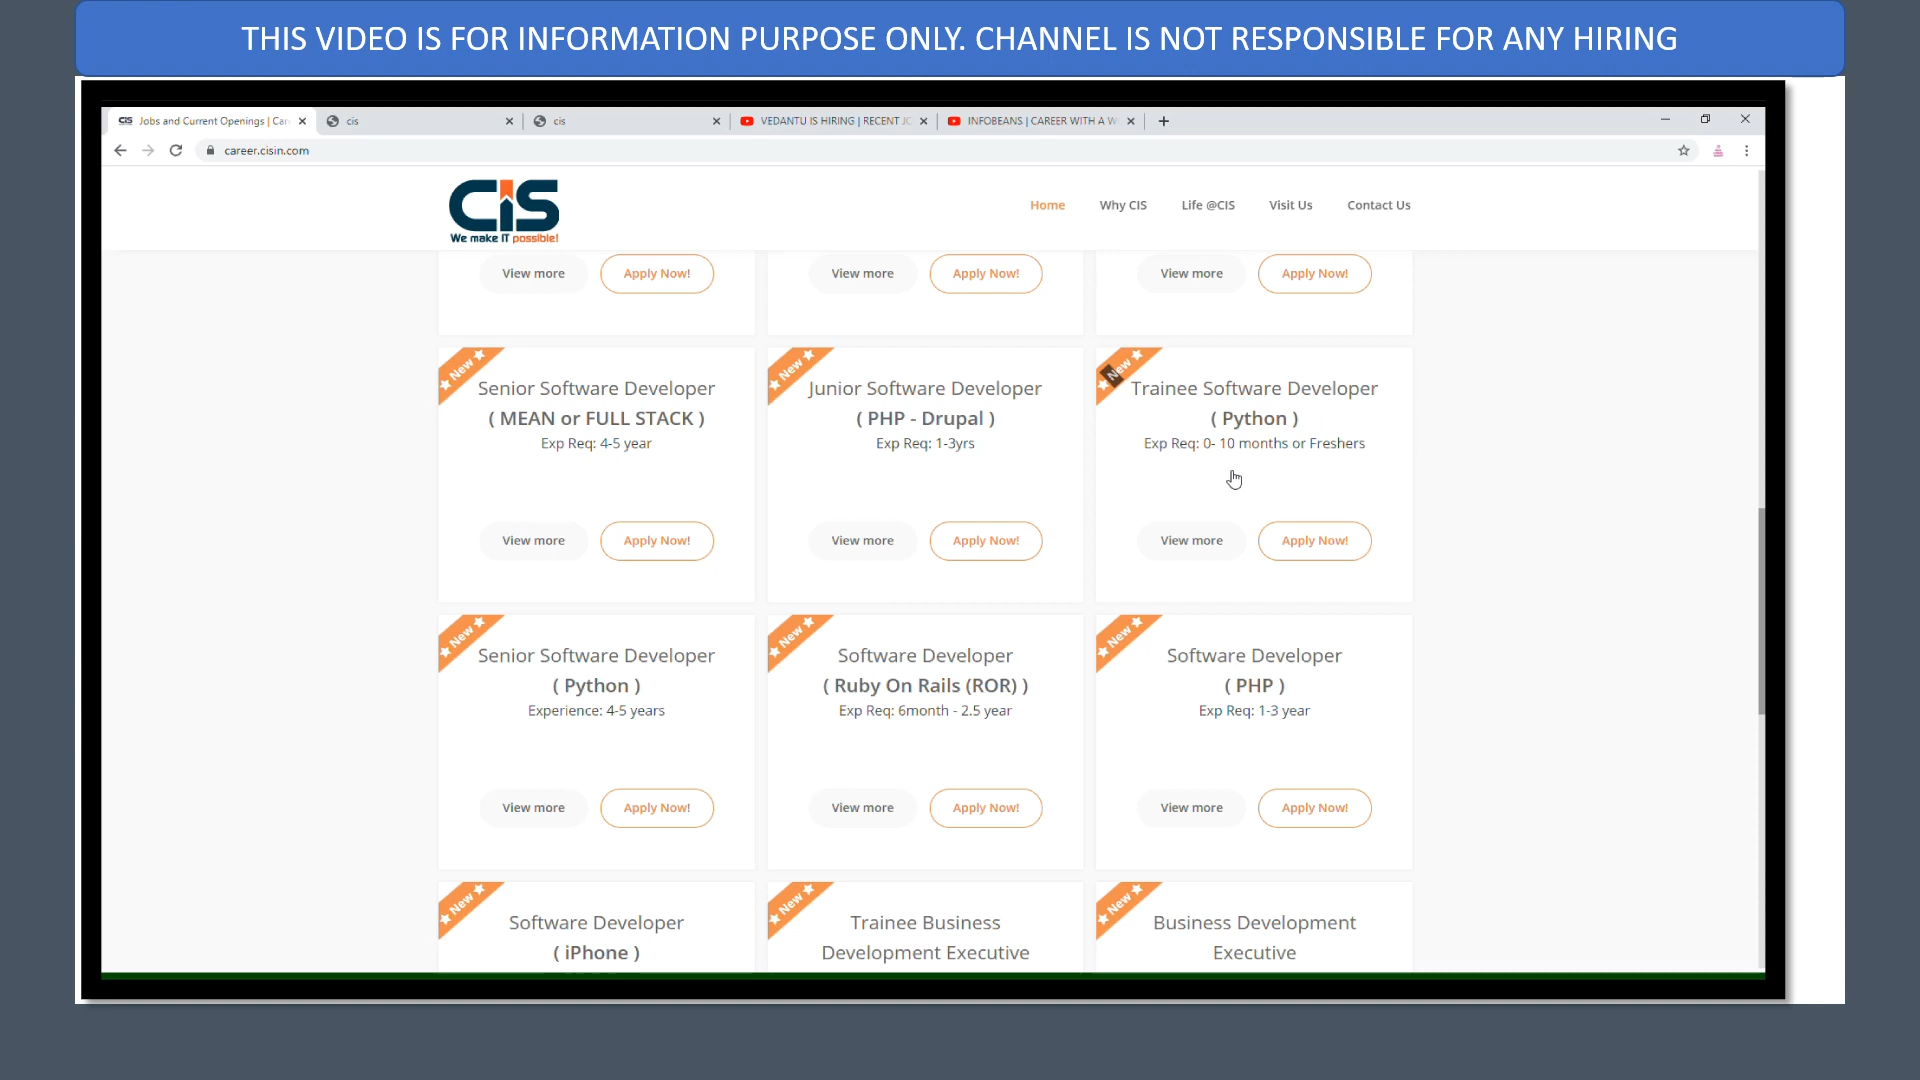 THIS VIDEO IS FOR INFORMATION PURPOSE ONLY. CHANNEL IS NOT RESPONSIBLE FOR ANY HIRING
CIS Jobs and Current Openings | Car
cis
cis
VEDANTU IS HIRING | RECENT JO
INFOBEANS | CAREER WITH A W
career.cisin.com
CIS
We make IT possible!
Home Why CIS Life @CIS Visit Us Contact Us
View more Apply Now! View more Apply Now! View more Apply Now!
New New New
Senior Software Developer Junior Software Developer Trainee Software Developer
( MEAN or FULL STACK ) ( PHP - Drupal ) ( Python )
Exp Req: 4-5 year Exp Req: 1-3yrs Exp Req: 0- 10 months or Freshers
View more Apply Now! View more Apply Now! View more Apply Now!
New New New
Senior Software Developer Software Developer Software Developer
( Python ) ( Ruby On Rails (ROR) ) ( PHP )
Experience: 4-5 years Exp Req: 6month - 2.5 year Exp Req: 1-3 year
View more Apply Now! View more Apply Now! View more Apply Now!
New New New
Software Developer Trainee Business Business Development
( iPhone ) Development Executive Executive